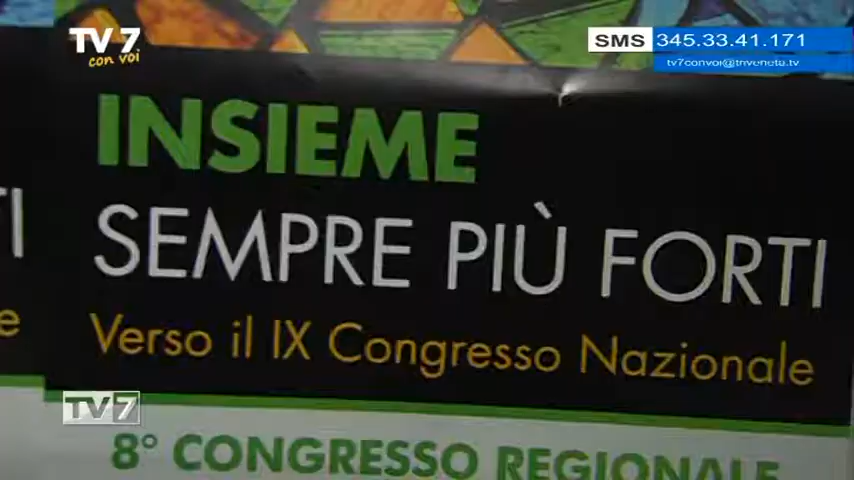 TV7
con voi
SMS 345.33.41.171
tv7convoi@triveneta.tv
INSIEME
SEMPRE PIÙ FORTI
Verso il IX Congresso Nazionale
TV7
8° CONGRESSO REGIONALE